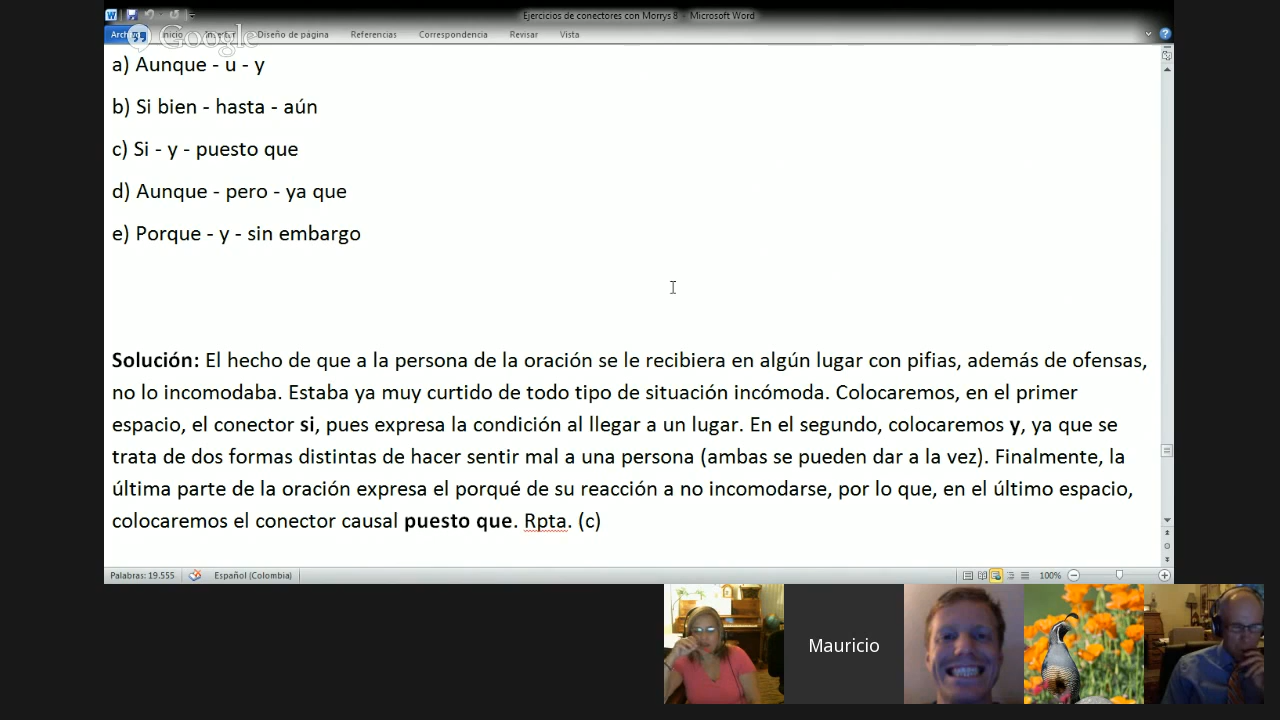 Ejercicios de conectores con Morrys 8 - Microsoft Word
Google
Archivo Inicio Insertar Diseño de página Referencias Correspondencia Revisar Vista
a) Aunque - u - y
b) Si bien - hasta - aún
c) Si - y - puesto que
d) Aunque - pero - ya que
e) Porque - y - sin embargo
Solución: El hecho de que a la persona de la oración se le recibiera en algún lugar con pifias, además de ofensas,
no lo incomodaba. Estaba ya muy curtido de todo tipo de situación incómoda. Colocaremos, en el primer
espacio, el conector si, pues expresa la condición al llegar a un lugar. En el segundo, colocaremos y, ya que se
trata de dos formas distintas de hacer sentir mal a una persona (ambas se pueden dar a la vez). Finalmente, la
última parte de la oración expresa el porqué de su reacción a no incomodarse, por lo que, en el último espacio,
colocaremos el conector causal puesto que. Rpta. (c)
Palabras: 19.555 Español (Colombia) 100%
Mauricio